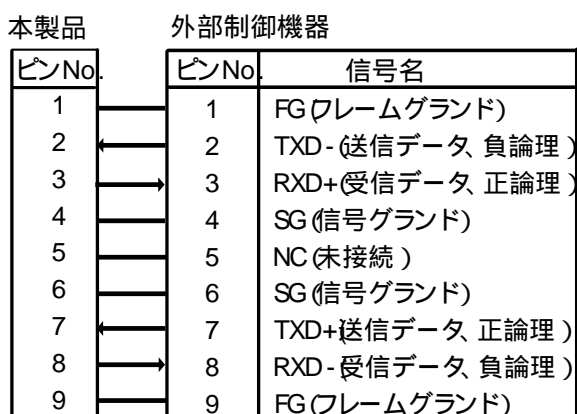 本製品 外部制御機器
ピンNo. ピンNo. 信号名
1 1 FG(フレームグランド)
2 2 TXD-(送信データ、負論理)
3 3 RXD+(受信データ、正論理)
4 4 SG(信号グランド)
5 5 NC(未接続)
6 6 SG(信号グランド)
7 7 TXD+(送信データ、正論理)
8 8 RXD-(受信データ、負論理)
9 9 FG(フレームグランド)